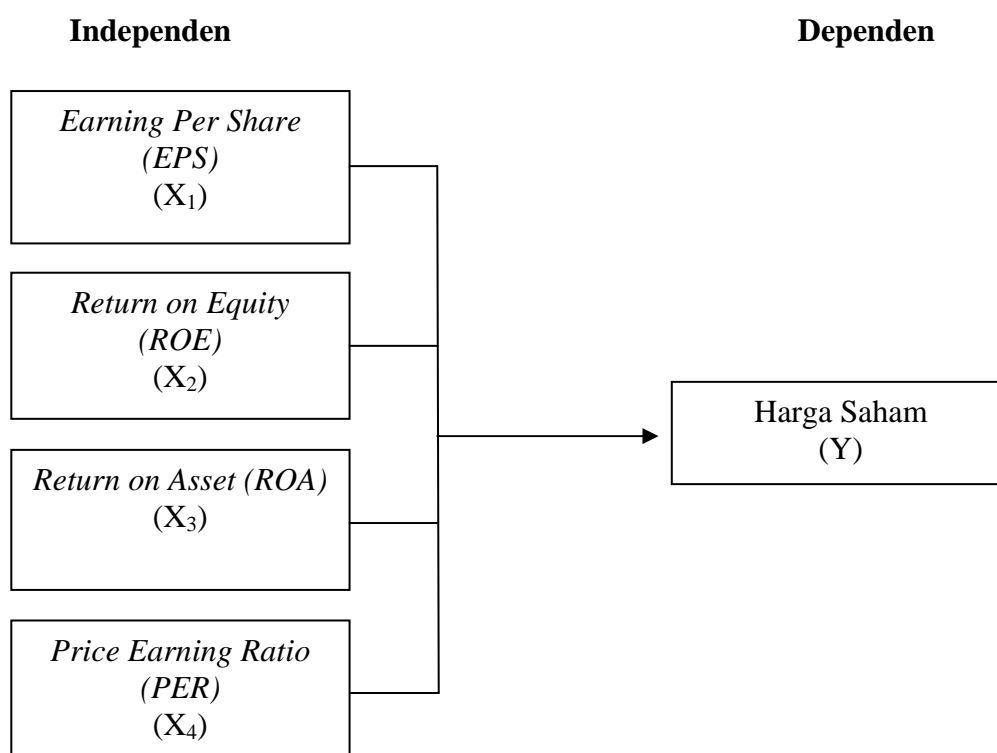 Independen
Dependen
Earning Per Share
(EPS)
(X₁)
Return on Equity
(ROE)
(X₂)
Return on Asset (ROA)
(X₃)
Price Earning Ratio
(PER)
(X₄)
Harga Saham
(Y)